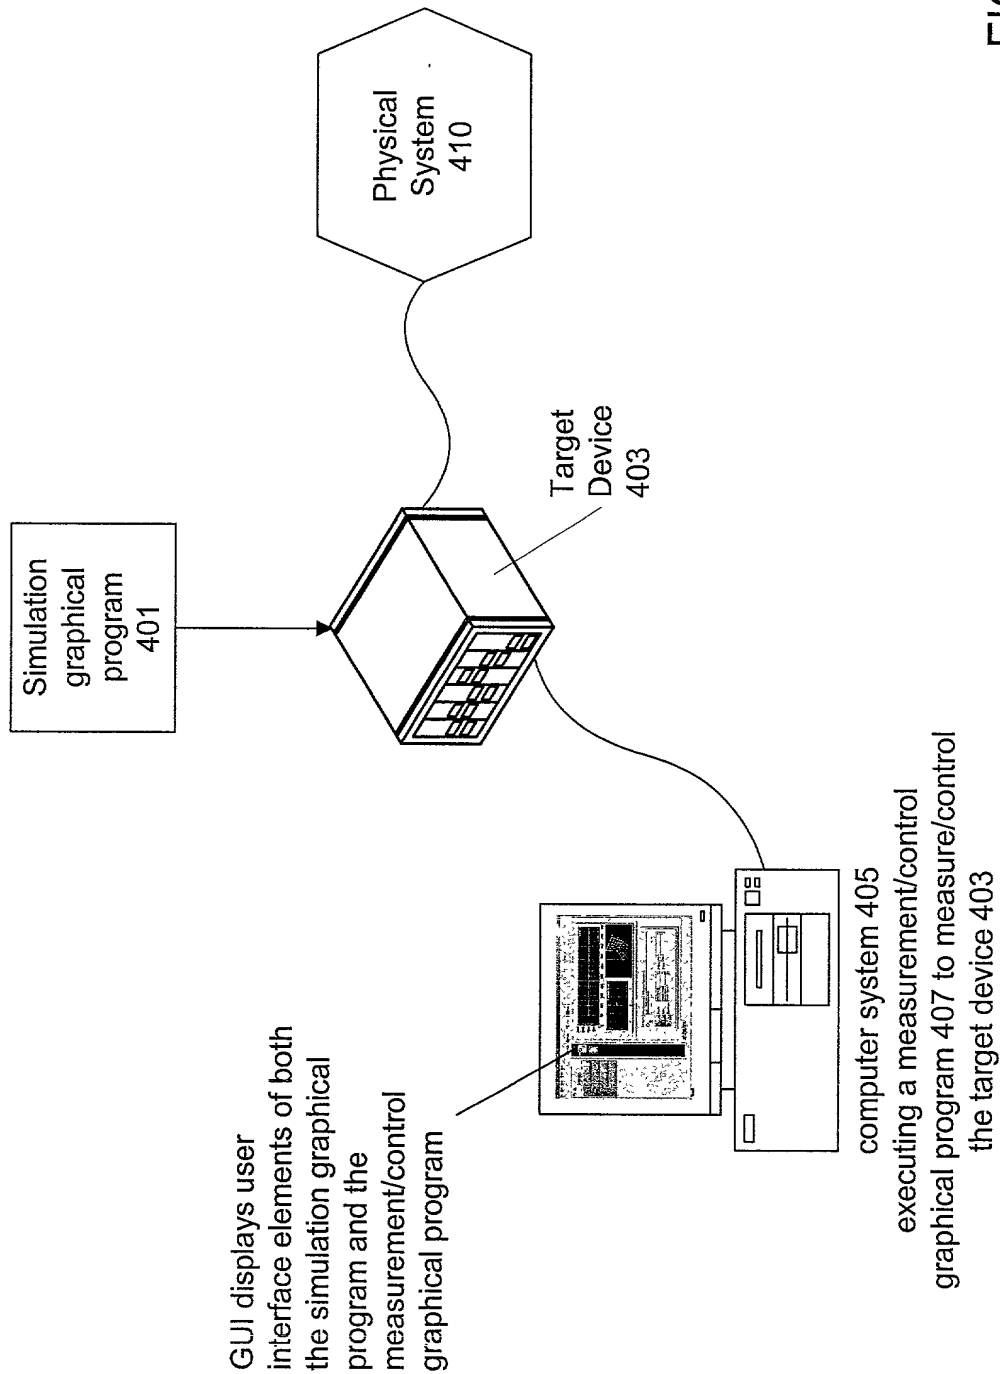 Simulation
graphical
program
401
Physical
System
410
Target
Device
403
GUI displays user
interface elements of both
the simulation graphical
program and the
measurement/control
graphical program
computer system 405
executing a measurement/control
graphical program 407 to measure/control
the target device 403